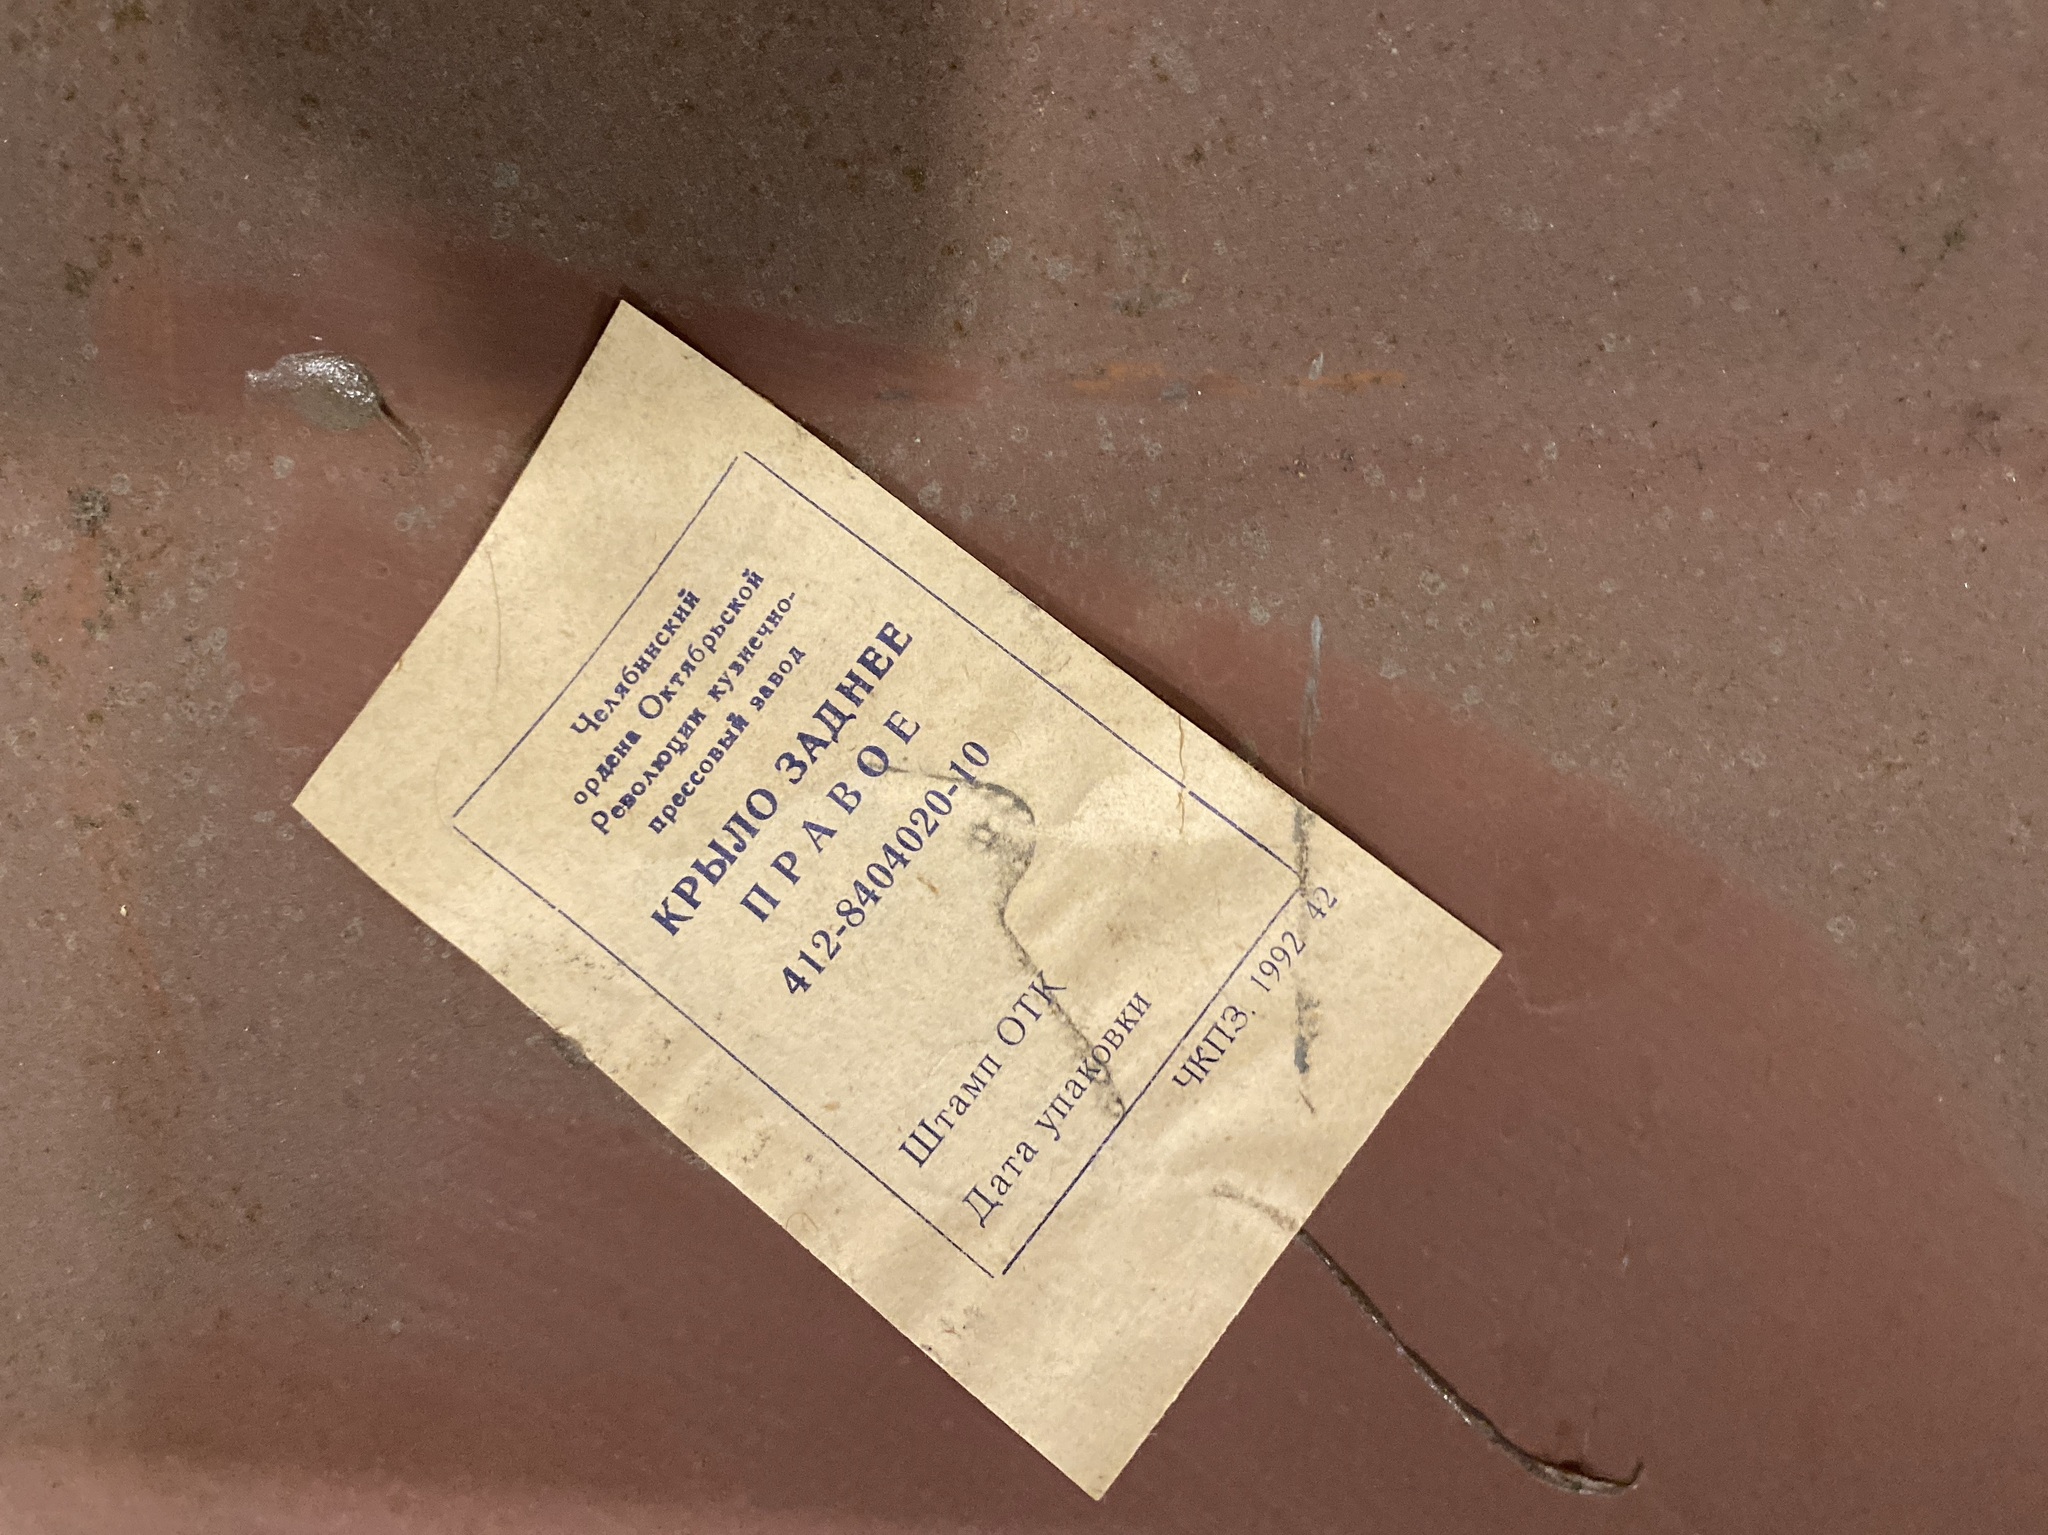 Челябинский
ордена Октябрьской
Революции кузнечно-
прессовый завод
КРЫЛО ЗАДНЕЕ
ПРАВОЕ
412-8404020-10
Штамп ОТК
Дата упаковки
ЧКПЗ. 1992 42